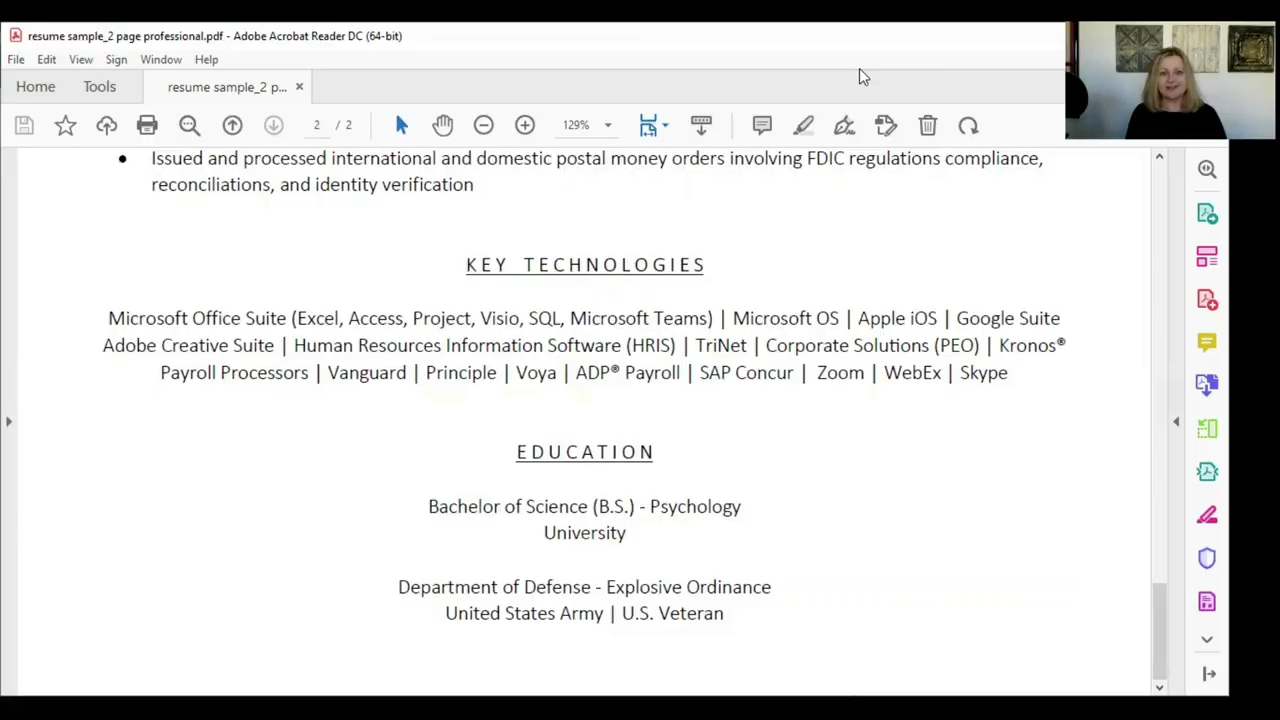 resume sample_2 page professional.pdf - Adobe Acrobat Reader DC (64-bit)
File Edit View Sign Window Help
Home Tools resume sample_2 p... ×
2 / 2 129%
• Issued and processed international and domestic postal money orders involving FDIC regulations compliance,
reconciliations, and identity verification
KEY TECHNOLOGIES
Microsoft Office Suite (Excel, Access, Project, Visio, SQL, Microsoft Teams) | Microsoft OS | Apple iOS | Google Suite
Adobe Creative Suite | Human Resources Information Software (HRIS) | TriNet | Corporate Solutions (PEO) | Kronos®
Payroll Processors | Vanguard | Principle | Voya | ADP® Payroll | SAP Concur | Zoom | WebEx | Skype
EDUCATION
Bachelor of Science (B.S.) - Psychology
University
Department of Defense - Explosive Ordinance
United States Army | U.S. Veteran